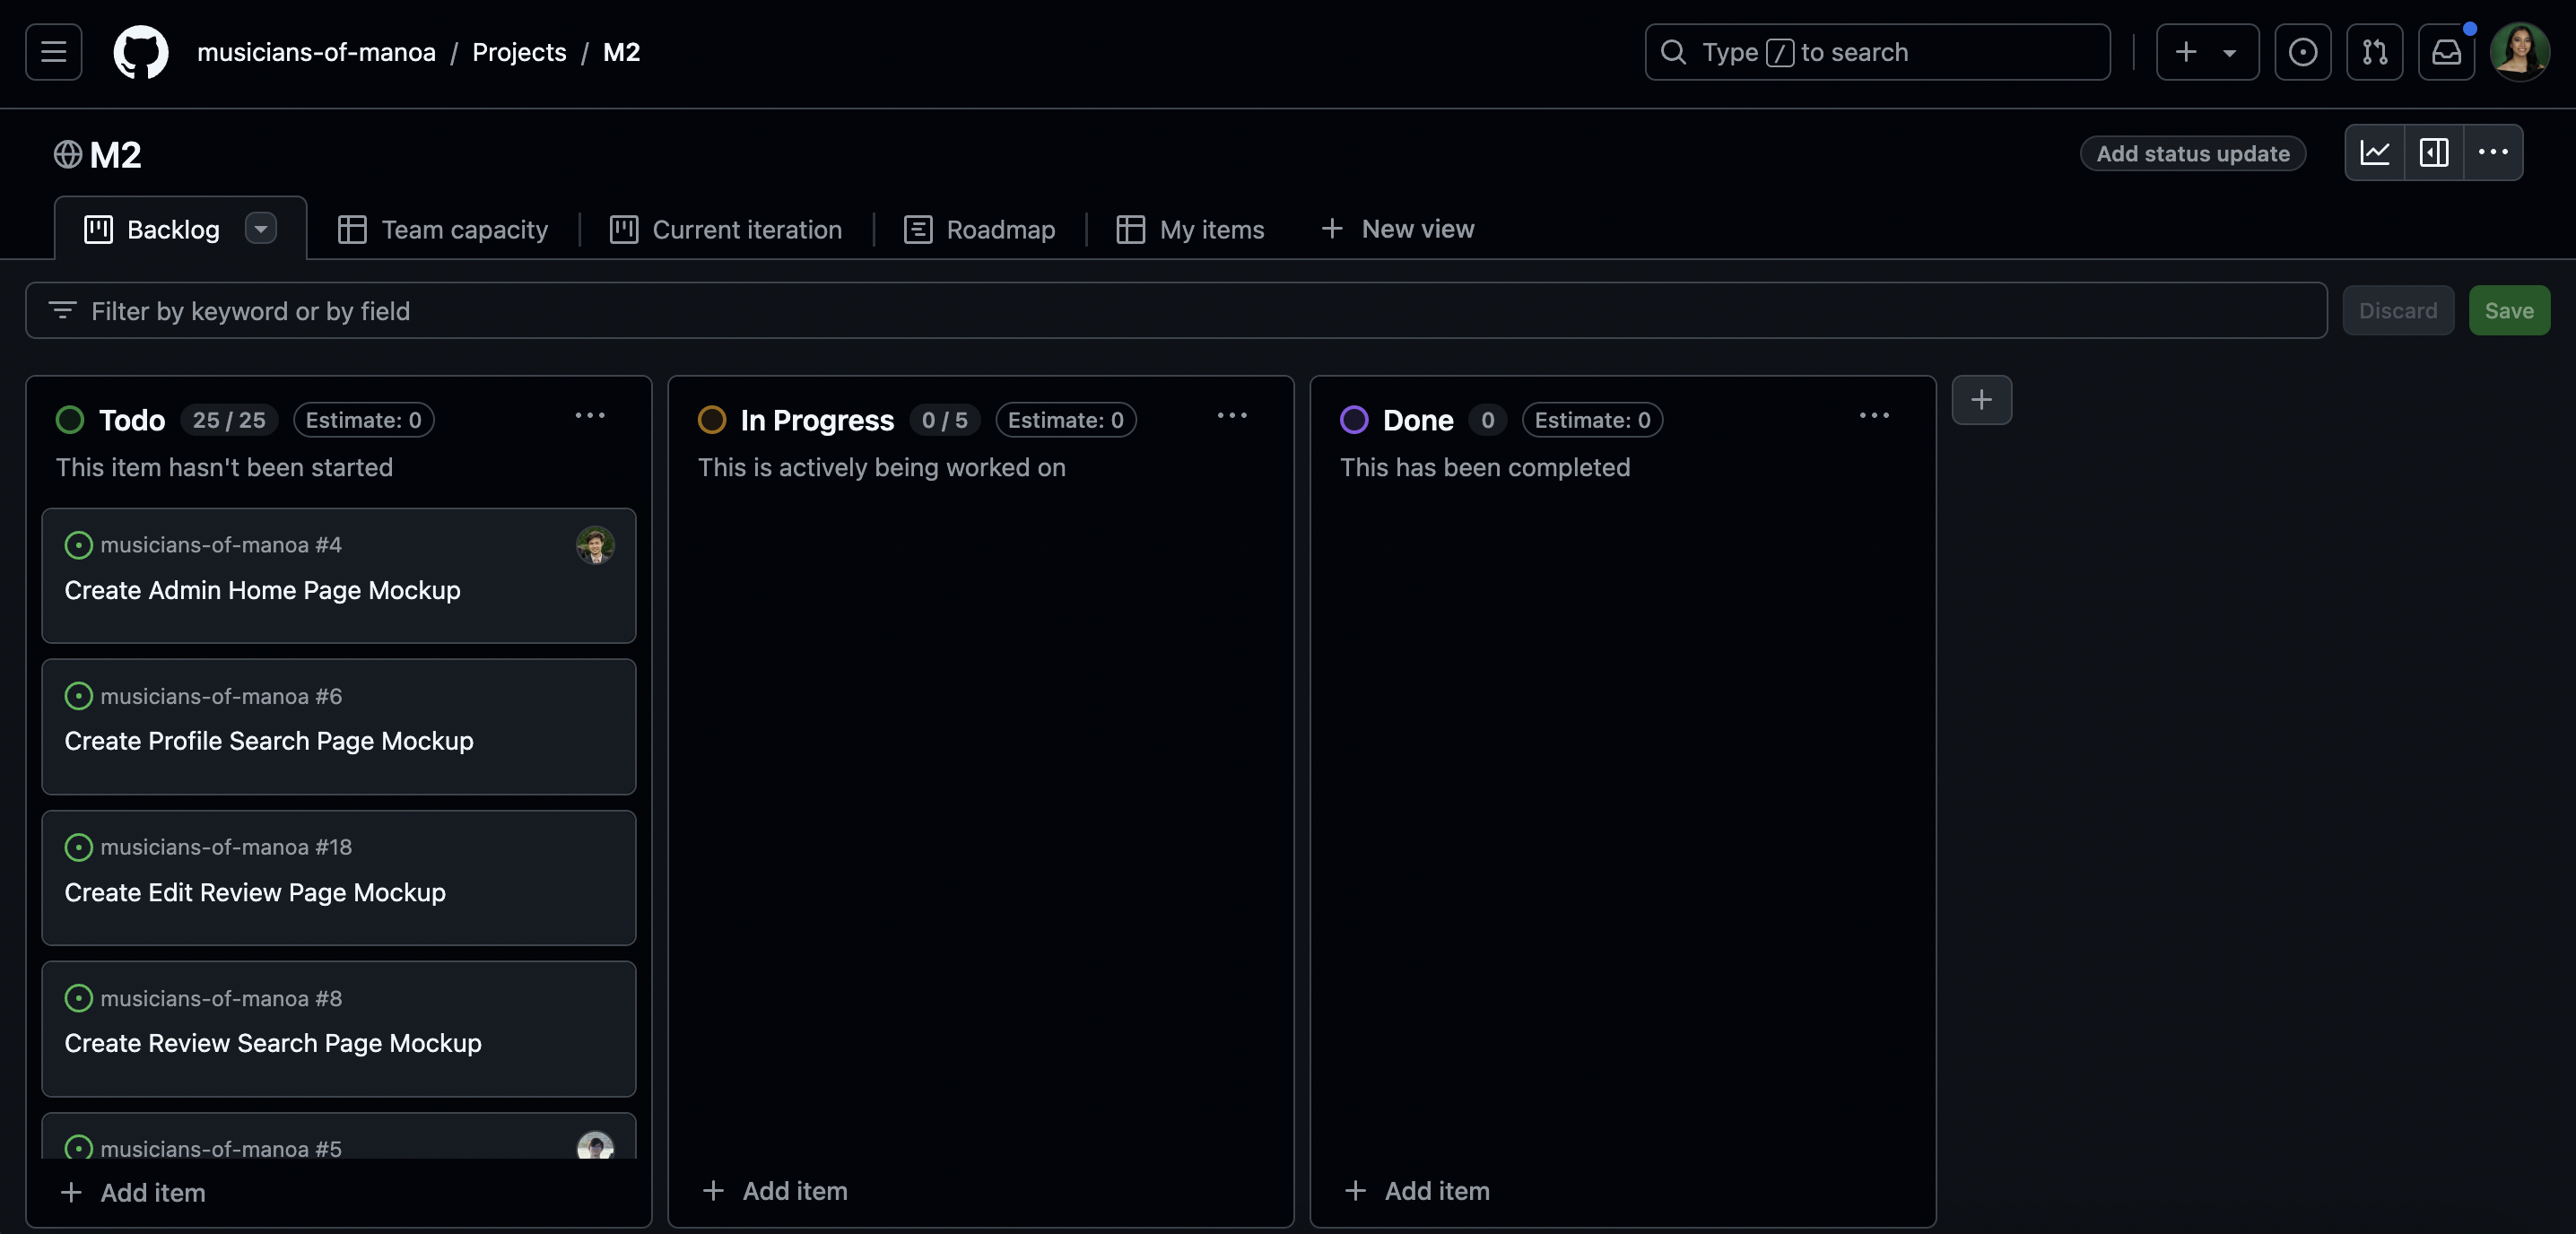 musicians-of-manoa / Projects / M2
Type / to search
M2
Add status update
Backlog
Team capacity
Current iteration
Roadmap
My items
+ New view
Filter by keyword or by field
Discard
Save
Todo 25 / 25 Estimate: 0
This item hasn't been started
musicians-of-manoa #4
Create Admin Home Page Mockup
musicians-of-manoa #6
Create Profile Search Page Mockup
musicians-of-manoa #18
Create Edit Review Page Mockup
musicians-of-manoa #8
Create Review Search Page Mockup
musicians-of-manoa #5
+ Add item
In Progress 0 / 5 Estimate: 0
This is actively being worked on
+ Add item
Done 0 Estimate: 0
This has been completed
+ Add item